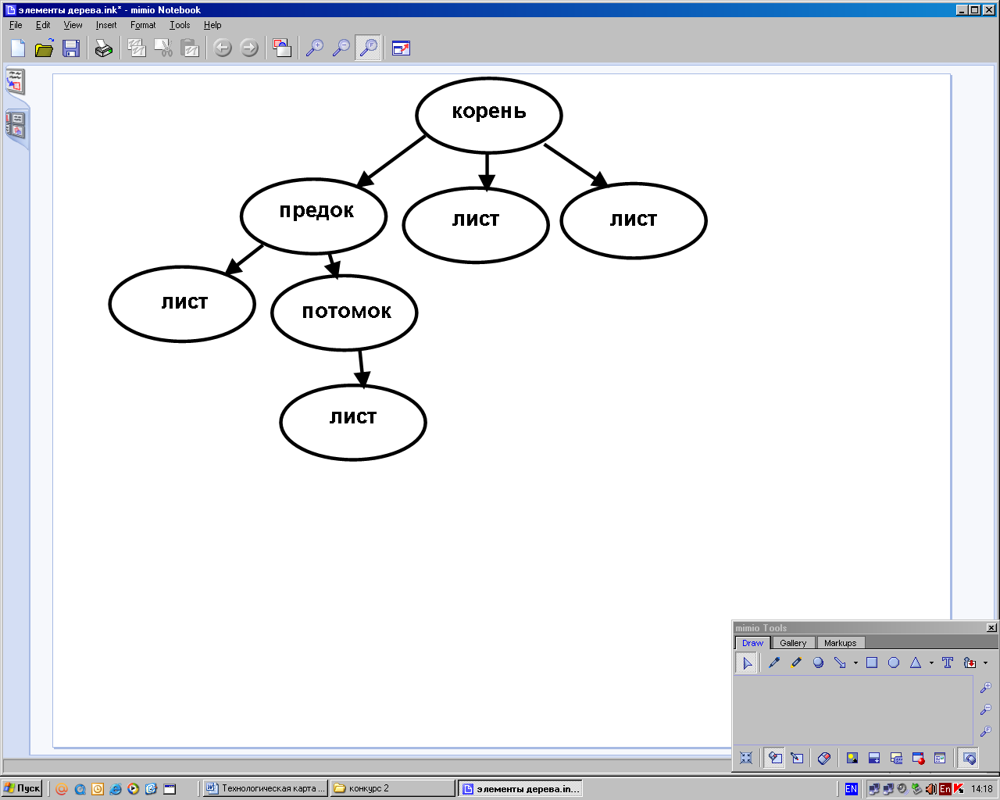 элементы дерева.ink* - mimio Notebook
File Edit View Insert Format Tools Help
корень
предок
лист
лист
лист
потомок
лист
mimio Tools
Draw Gallery Markups
Пуск
Технологическая карта ...
конкурс 2
элементы дерева.in...
EN
En
14:18